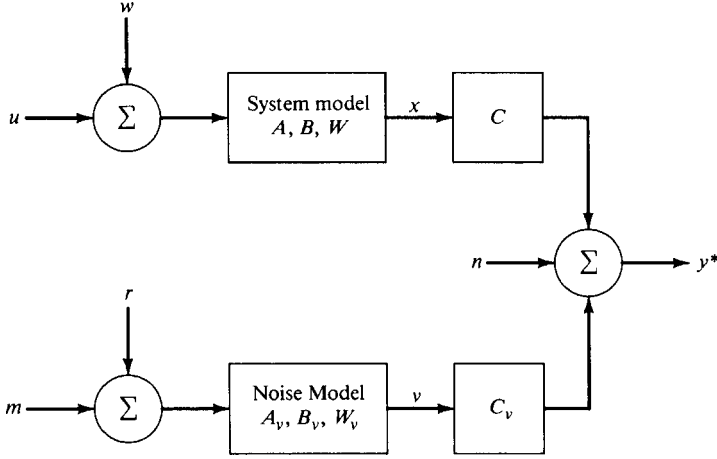 w
u
Σ
System model
A, B, W
x
C
n
Σ
y*
r
m
Σ
Noise Model
A_v, B_v, W_v
v
C_v